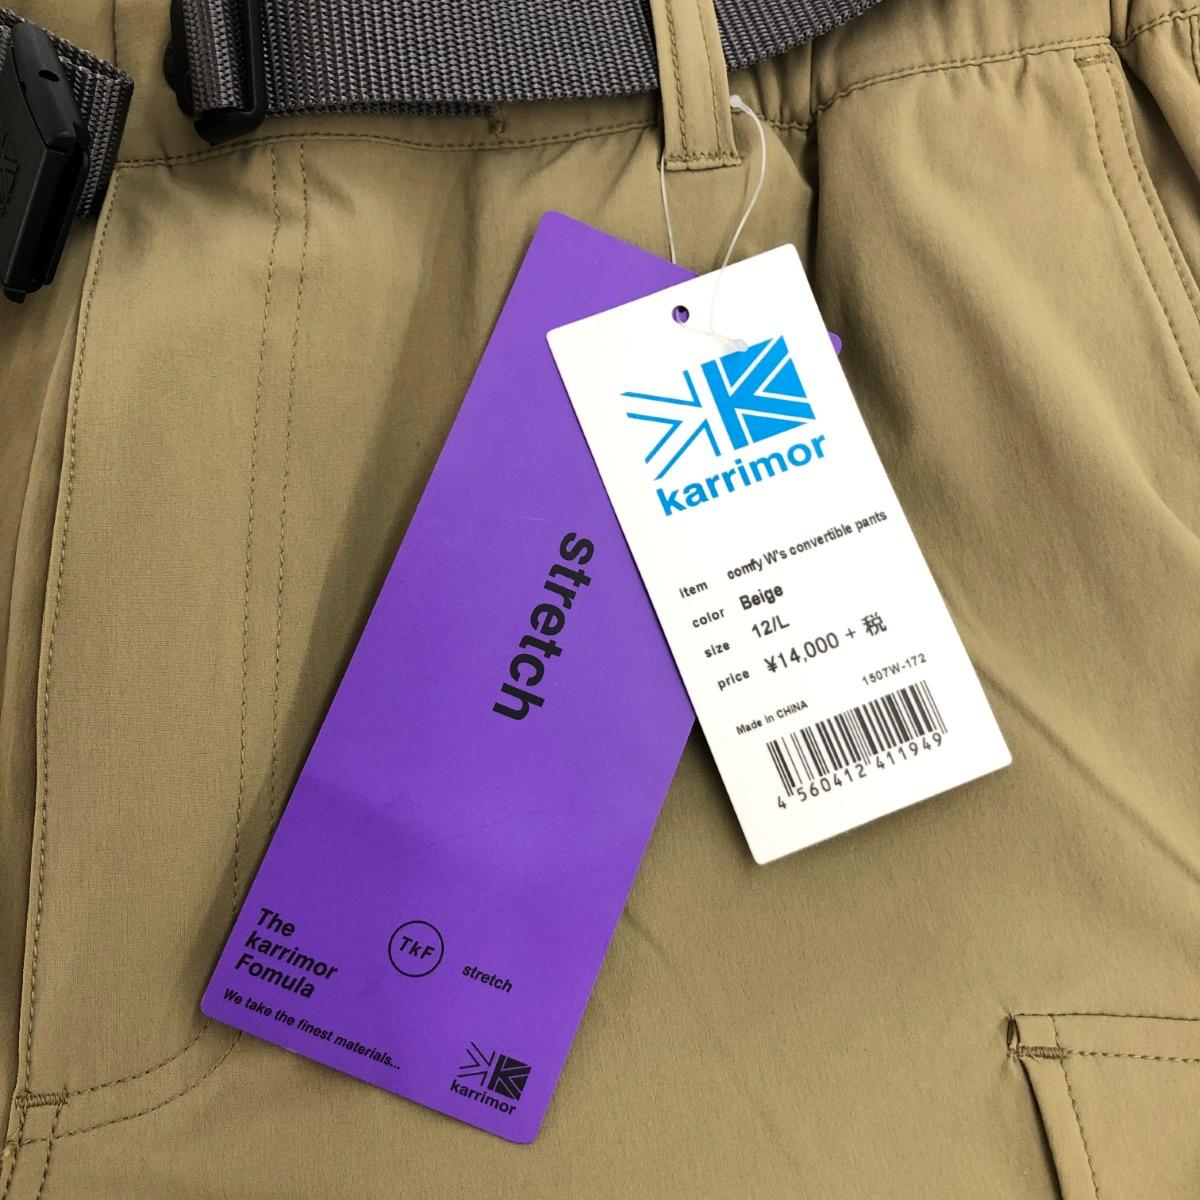 karrimor
item comfy W's convertible pants
color Beige
size 12/L
price ¥14,000 + 税
1507W-172
Made in CHINA
4 560412 411949
stretch
The
karrimor
Fomula
TkF
stretch
We take the finest materials...
karrimor